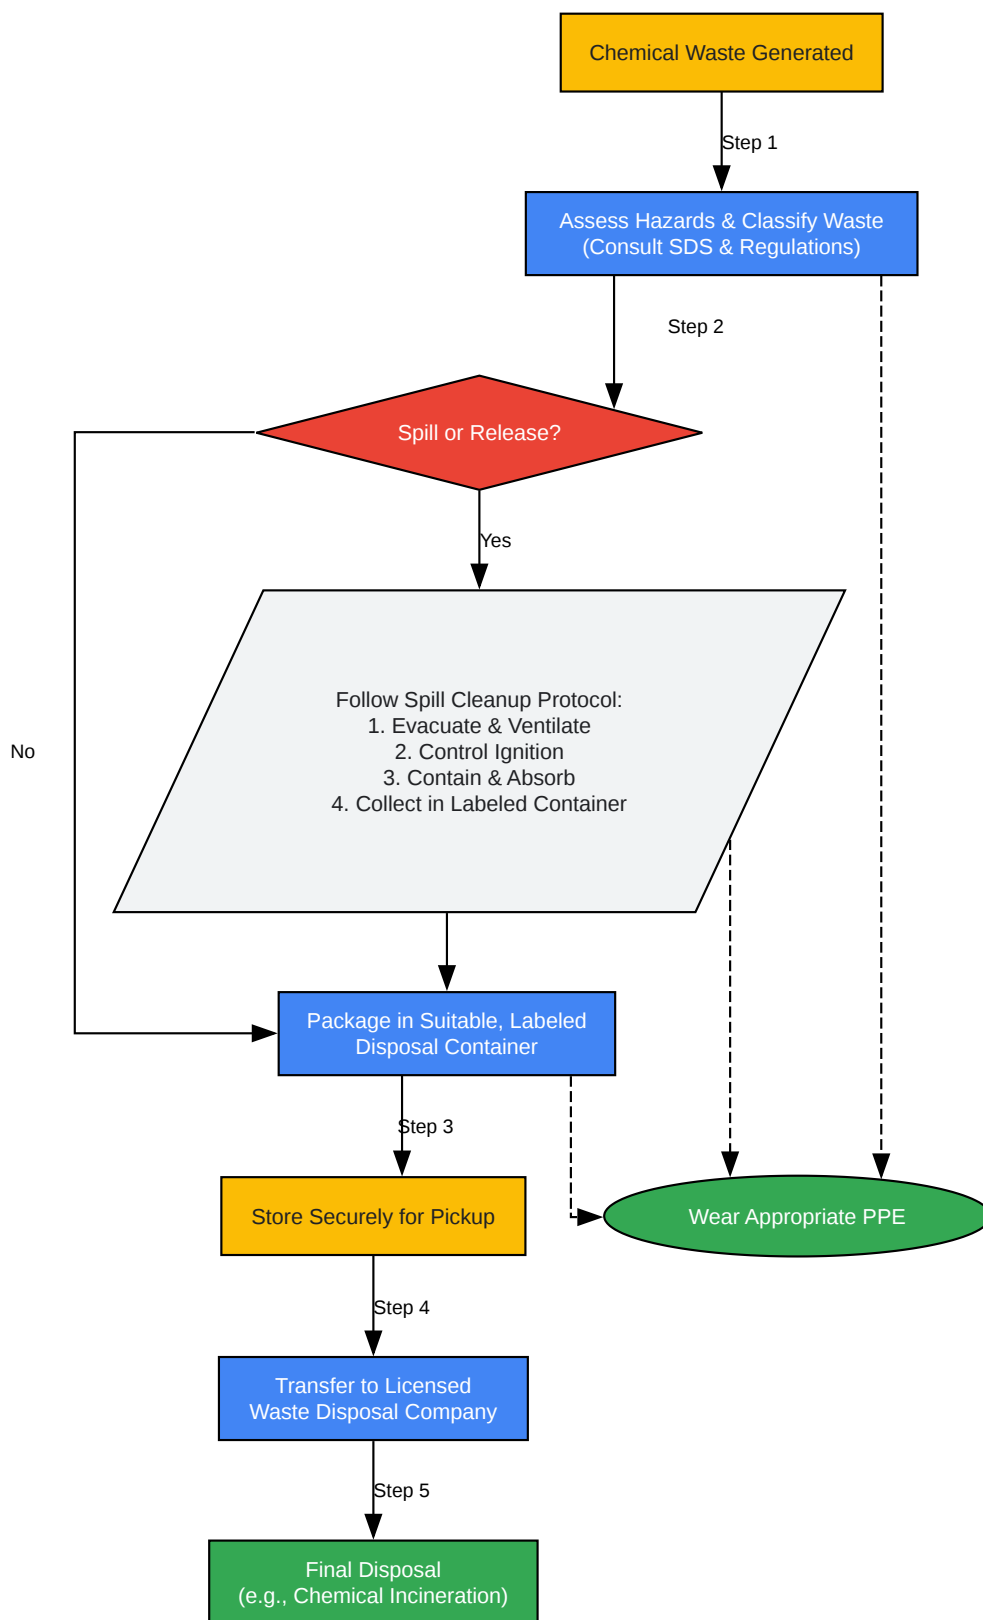 Chemical Waste Generated
Step 1
Assess Hazards & Classify Waste
(Consult SDS & Regulations)
Step 2
Spill or Release?
Yes
No
Follow Spill Cleanup Protocol:
1. Evacuate & Ventilate
2. Control Ignition
3. Contain & Absorb
4. Collect in Labeled Container
Package in Suitable, Labeled
Disposal Container
Step 3
Store Securely for Pickup
Wear Appropriate PPE
Step 4
Transfer to Licensed
Waste Disposal Company
Step 5
Final Disposal
(e.g., Chemical Incineration)